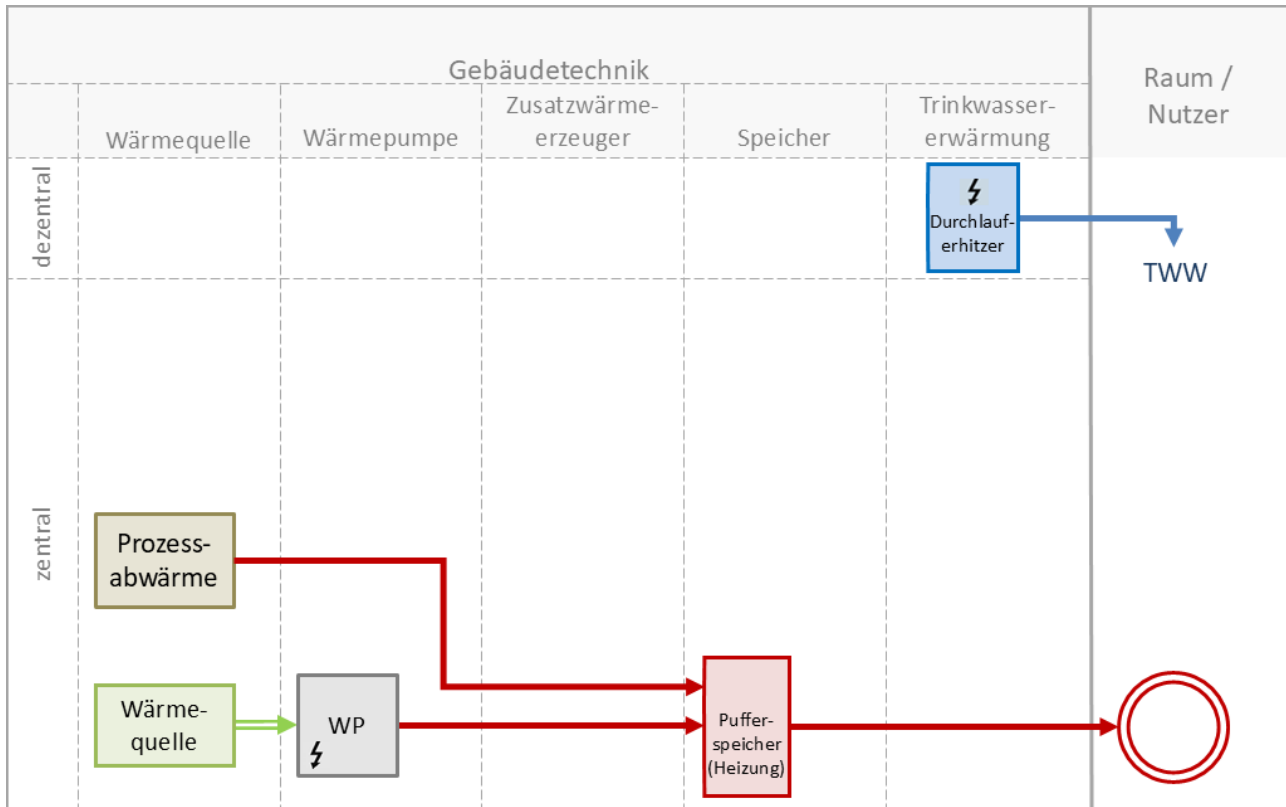 Gebäudetechnik
Raum /
Nutzer
Wärmequelle
Wärmepumpe
Zusatzwärme-
erzeuger
Speicher
Trinkwasser-
erwärmung
dezentral
Durchlauf-
erhitzer
TWW
zentral
Prozess-
abwärme
Wärme-
quelle
WP
Puffer-
speicher
(Heizung)